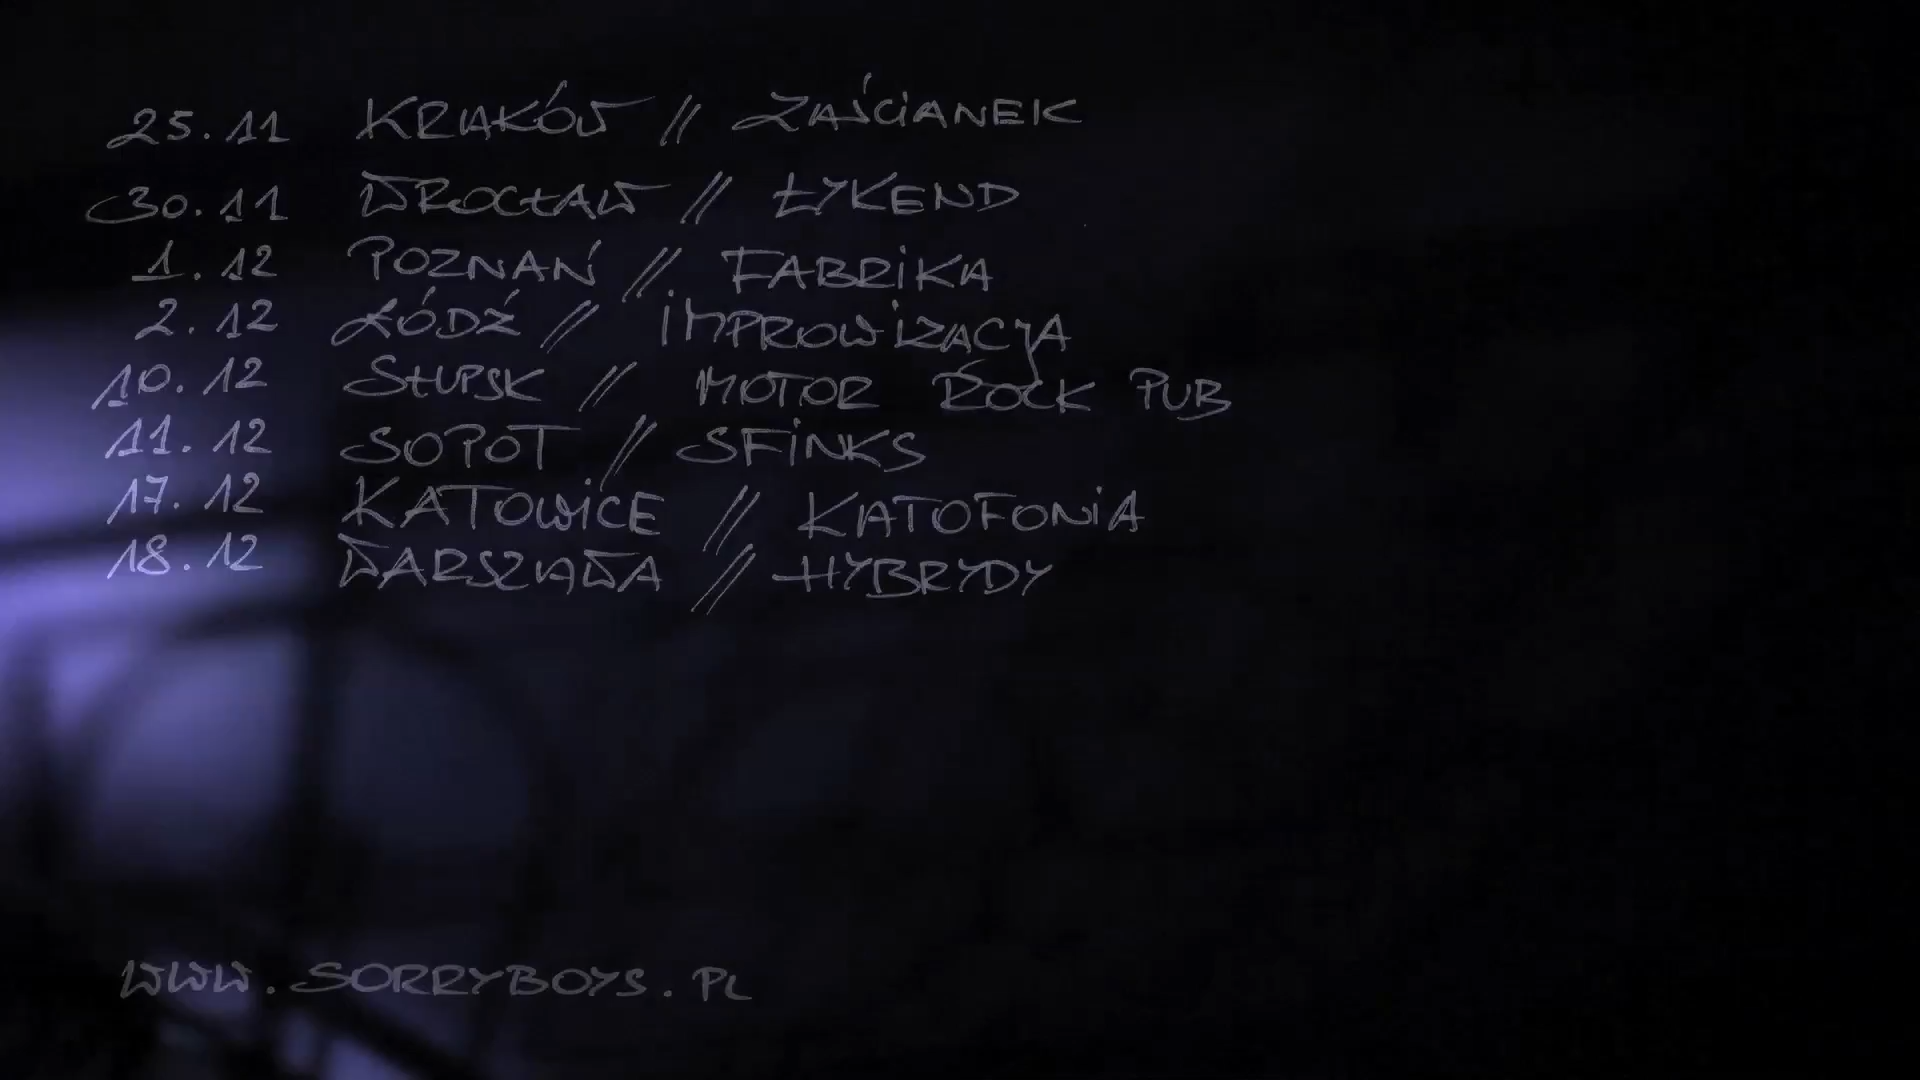 25.11 KRAKÓW // ZAŚCIANEK
30.11 WROCŁAW // ŁYKEND
1.12 POZNAŃ // FABRIKA
2.12 ŁÓDŹ // IMPROWIZACJA
10.12 SŁUPSK // MOTOR ROCK PUB
11.12 SOPOT // SFINKS
17.12 KATOWICE // KATOFONIA
18.12 WARSZAWA // HYBRYDY
WWW.SORRYBOYS.PL